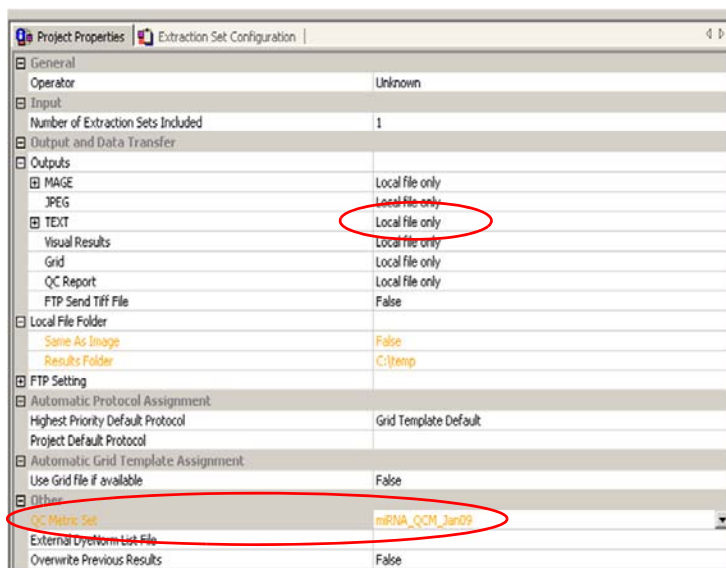 Project Properties Extraction Set Configuration
General
Operator Unknown
Input
Number of Extraction Sets Included 1
Output and Data Transfer
Outputs
MAGE Local file only
JPEG Local file only
TEXT Local file only
Visual Results Local file only
Grid Local file only
QC Report Local file only
FTP Send Tiff File False
Local File Folder
Same As Image False
Results Folder C:\temp
FTP Setting
Automatic Protocol Assignment
Highest Priority Default Protocol Grid Template Default
Project Default Protocol
Automatic Grid Template Assignment
Use Grid file if available False
Other
QC Metric Set miRNA_QCM_Jan09
External DyeNorm List File
Overwrite Previous Results False